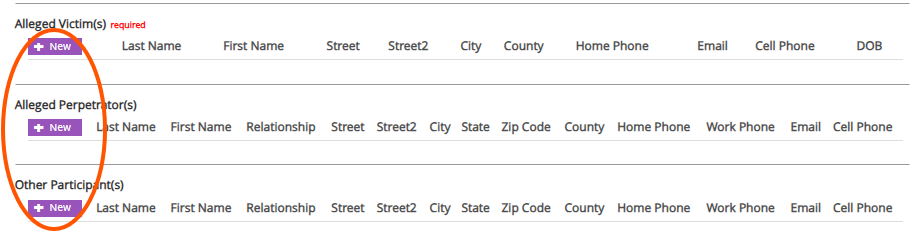 Alleged Victim(s) required
+ New Last Name First Name Street Street2 City County Home Phone Email Cell Phone DOB
Alleged Perpetrator(s)
+ New Last Name First Name Relationship Street Street2 City State Zip Code County Home Phone Work Phone Email Cell Phone
Other Participant(s)
+ New Last Name First Name Relationship Street Street2 City State Zip Code County Home Phone Work Phone Email Cell Phone